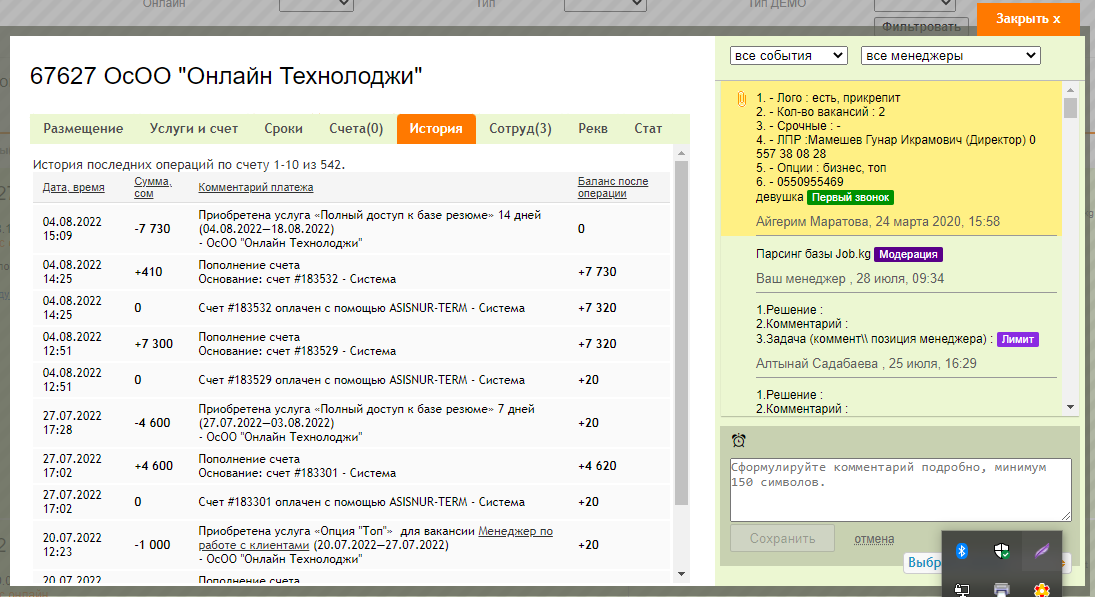 Онлайн Тип Тип ДЕМО
Фильтровать
Закрыть x
67627 ОсОО "Онлайн Технолоджи"
все события все менеджеры
Размещение Услуги и счет Сроки Счета(0) История Сотруд(3) Рекв Стат
История последних операций по счету 1-10 из 542.
Дата, время Сумма, сом Комментарий платежа Баланс после операции
04.08.2022 15:09 -7 730 Приобретена услуга «Полный доступ к базе резюме» 14 дней
(04.08.2022—18.08.2022)
- ОсОО "Онлайн Технолоджи" 0
04.08.2022 14:25 +410 Пополнение счета
Основание: счет #183532 - Система +7 730
04.08.2022 14:25 0 Счет #183532 оплачен с помощью ASISNUR-TERM - Система +7 320
04.08.2022 12:51 +7 300 Пополнение счета
Основание: счет #183529 - Система +7 320
04.08.2022 12:51 0 Счет #183529 оплачен с помощью ASISNUR-TERM - Система +20
27.07.2022 17:28 -4 600 Приобретена услуга «Полный доступ к базе резюме» 7 дней
(27.07.2022—03.08.2022)
- ОсОО "Онлайн Технолоджи" +20
27.07.2022 17:02 +4 600 Пополнение счета
Основание: счет #183301 - Система +4 620
27.07.2022 17:02 0 Счет #183301 оплачен с помощью ASISNUR-TERM - Система +20
20.07.2022 12:23 -1 000 Приобретена услуга «Опция "Топ"» для вакансии Менеджер по
работе с клиентами (20.07.2022—27.07.2022)
- ОсОО "Онлайн Технолоджи" +20
20.07.2022 Пополнение счета
1. - Лого : есть, прикрепит
2. - Кол-во вакансий : 2
3. - Срочные : -
4. - ЛПР :Мамешев Гунар Икрамович (Директор) 0
557 38 08 28
5. - Опции : бизнес, топ
6. - 0550955469
девушка Первый звонок
Айгерим Маратова, 24 марта 2020, 15:58
Парсинг базы Job.kg Модерация
Ваш менеджер , 28 июля, 09:34
1.Решение :
2.Комментарий :
3.Задача (коммент\\ позиция менеджера) : Лимит
Алтынай Садабаева , 25 июля, 16:29
1.Решение :
2.Комментарий :
Сформулируйте комментарий подробно, минимум
150 символов.
Сохранить отмена
Выбр